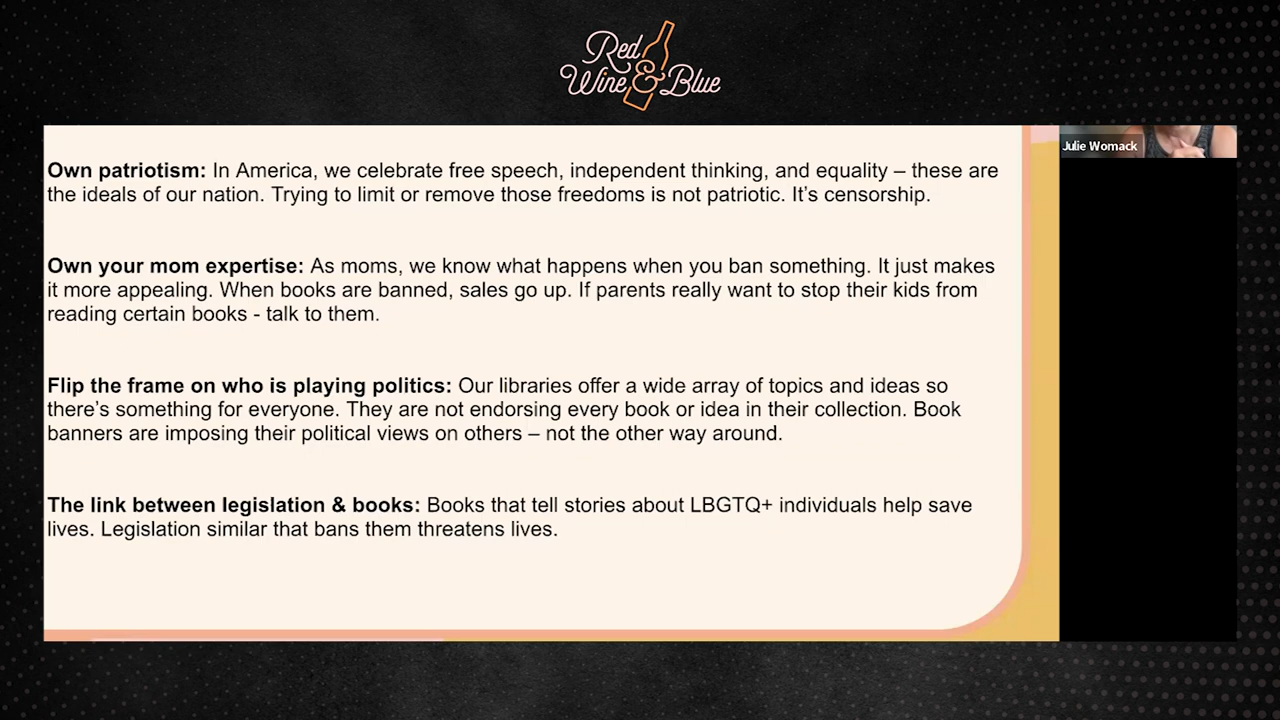 Red
Wine & Blue
Julie Womack
Own patriotism: In America, we celebrate free speech, independent thinking, and equality – these are
the ideals of our nation. Trying to limit or remove those freedoms is not patriotic. It’s censorship.
Own your mom expertise: As moms, we know what happens when you ban something. It just makes
it more appealing. When books are banned, sales go up. If parents really want to stop their kids from
reading certain books - talk to them.
Flip the frame on who is playing politics: Our libraries offer a wide array of topics and ideas so
there’s something for everyone. They are not endorsing every book or idea in their collection. Book
banners are imposing their political views on others – not the other way around.
The link between legislation & books: Books that tell stories about LBGTQ+ individuals help save
lives. Legislation similar that bans them threatens lives.